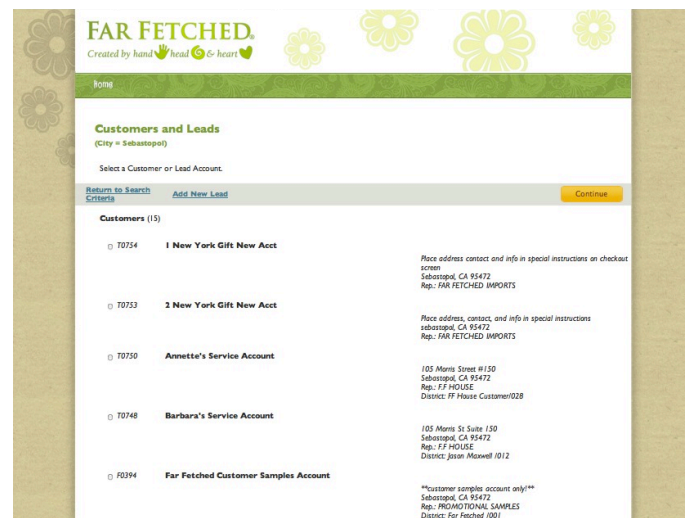 FAR FETCHED®
Created by hand head & heart
Home
Customers and Leads
(City = Sebastopol)
Select a Customer or Lead Account.
Return to Search
Criteria
Add New Lead
Continue
Customers (15)
T0754 1 New York Gift New Acct
Place address contact and info in special instructions on checkout
screen
Sebastopol, CA 95472
Rep.: FAR FETCHED IMPORTS
T0753 2 New York Gift New Acct
Place address, contact, and info in special instructions
sebastopol, CA 95472
Rep.: FAR FETCHED IMPORTS
T0750 Annette's Service Account
105 Morris Street #150
Sebastopol, CA 95472
Rep.: F.F HOUSE
District: FF House Customer/028
T0748 Barbara's Service Account
105 Morris St Suite 150
Sebastopol, CA 95472
Rep.: F.F HOUSE
District: Jason Maxwell /012
F0394 Far Fetched Customer Samples Account
**customer samples account only!**
Sebastopol, CA 95472
Rep.: PROMOTIONAL SAMPLES
District: Far Fetched /001